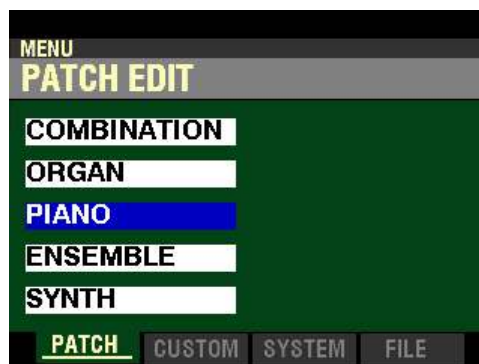 MENU
PATCH EDIT
COMBINATION
ORGAN
PIANO
ENSEMBLE
SYNTH
PATCH CUSTOM SYSTEM FILE